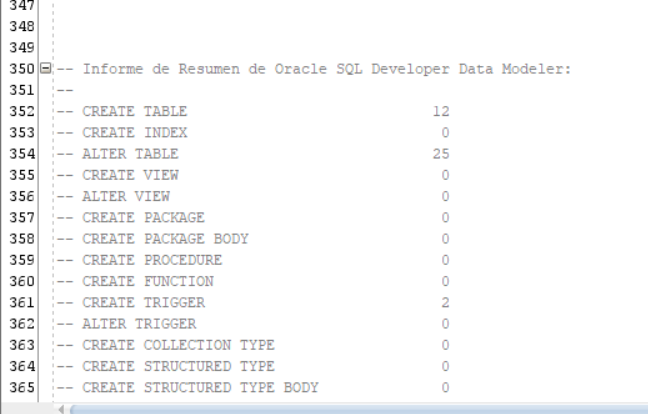 347
348
349
350 -- Informe de Resumen de Oracle SQL Developer Data Modeler:
351 --
352 -- CREATE TABLE 12
353 -- CREATE INDEX 0
354 -- ALTER TABLE 25
355 -- CREATE VIEW 0
356 -- ALTER VIEW 0
357 -- CREATE PACKAGE 0
358 -- CREATE PACKAGE BODY 0
359 -- CREATE PROCEDURE 0
360 -- CREATE FUNCTION 0
361 -- CREATE TRIGGER 2
362 -- ALTER TRIGGER 0
363 -- CREATE COLLECTION TYPE 0
364 -- CREATE STRUCTURED TYPE 0
365 -- CREATE STRUCTURED TYPE BODY 0